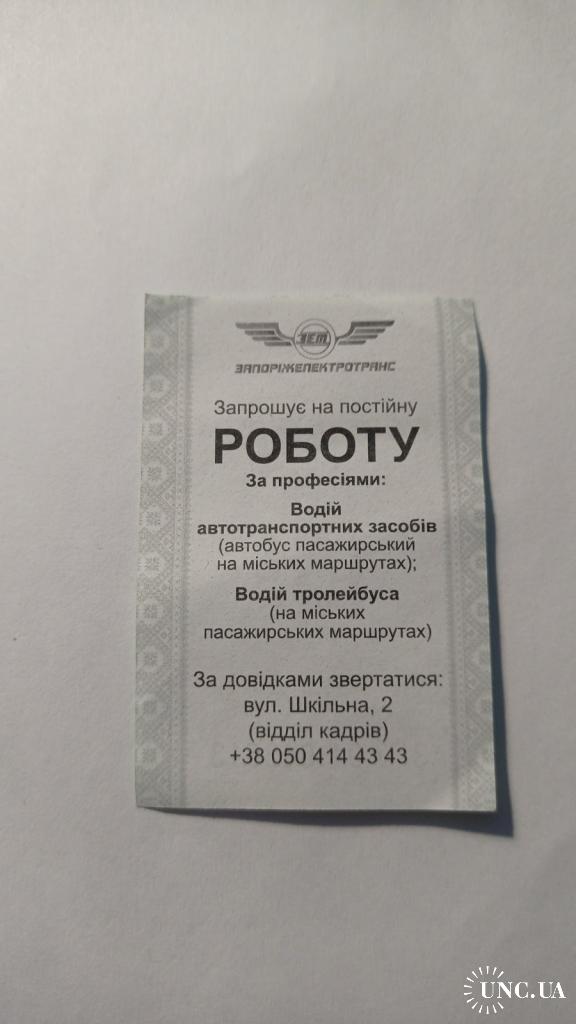 ЗЕТ
ЗАПОРІЖЕЛЕКТРОТРАНС
Запрошує на постійну
РОБОТУ
За професіями:
Водій
автотранспортних засобів
(автобус пасажирський
на міських маршрутах);
Водій тролейбуса
(на міських
пасажирських маршрутах)
За довідками звертатися:
вул. Шкільна, 2
(відділ кадрів)
+38 050 414 43 43
UNC.UA